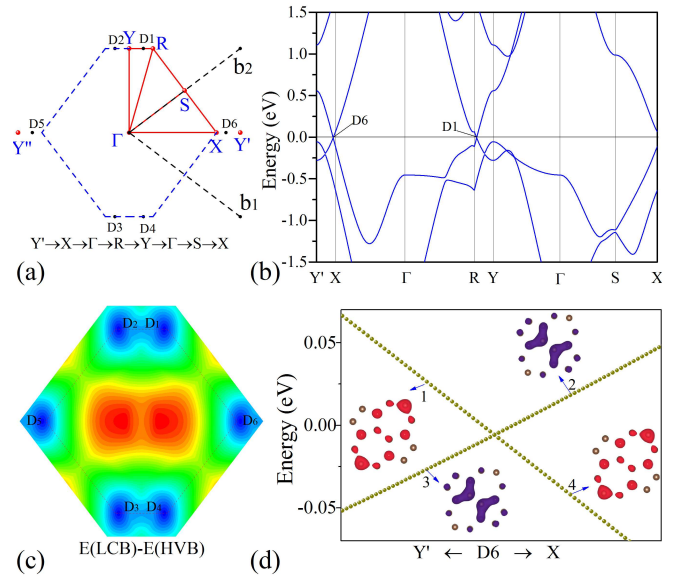 D2 Y D1 R
b2
S
D5
Y''
Γ
X
D6
Y'
D3 D4
b1
Y'→X→Γ→R→Y→Γ→S→X
(a)
Energy (eV)
1.5
1.0
0.5
0.0
-0.5
-1.0
-1.5
D6
D1
Y' X Γ R Y Γ S X
(b)
D2 D1
D5 D6
D3 D4
E(LCB)-E(HVB)
(c)
Energy (eV)
0.05
0.00
-0.05
1
2
3
4
Y' ← D6 → X
(d)